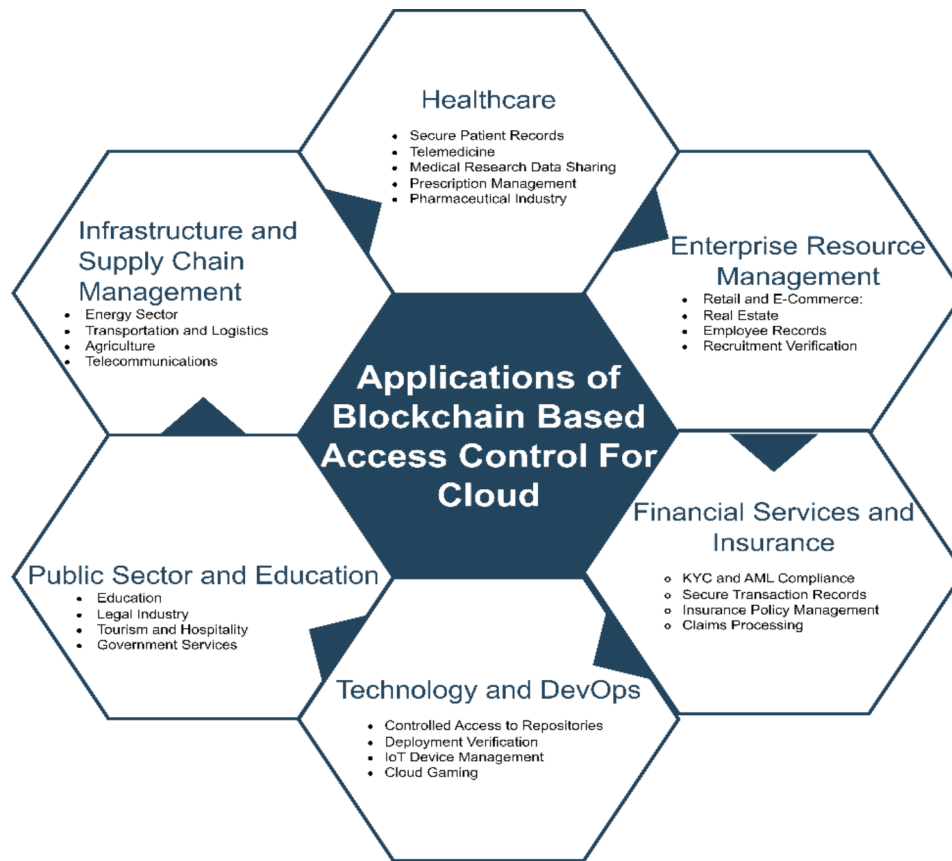 Healthcare
• Secure Patient Records
• Telemedicine
• Medical Research Data Sharing
• Prescription Management
• Pharmaceutical Industry
Infrastructure and
Supply Chain
Management
• Energy Sector
• Transportation and Logistics
• Agriculture
• Telecommunications
Enterprise Resource
Management
• Retail and E-Commerce:
• Real Estate
• Employee Records
• Recruitment Verification
Applications of
Blockchain Based
Access Control For
Cloud
Financial Services and
Insurance
o KYC and AML Compliance
o Secure Transaction Records
o Insurance Policy Management
o Claims Processing
Public Sector and Education
• Education
• Legal Industry
• Tourism and Hospitality
• Government Services
Technology and DevOps
• Controlled Access to Repositories
• Deployment Verification
• IoT Device Management
• Cloud Gaming